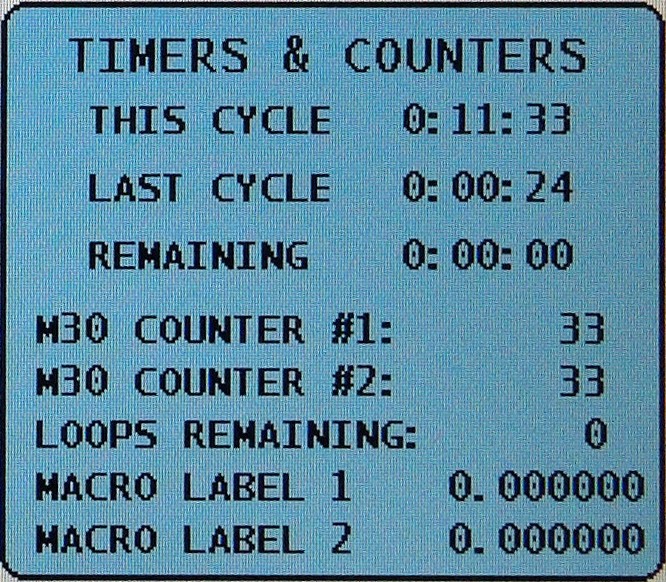 TIMERS & COUNTERS
THIS CYCLE 0:11:33
LAST CYCLE 0:00:24
REMAINING 0:00:00
M30 COUNTER #1: 33
M30 COUNTER #2: 33
LOOPS REMAINING: 0
MACRO LABEL 1 0.000000
MACRO LABEL 2 0.000000